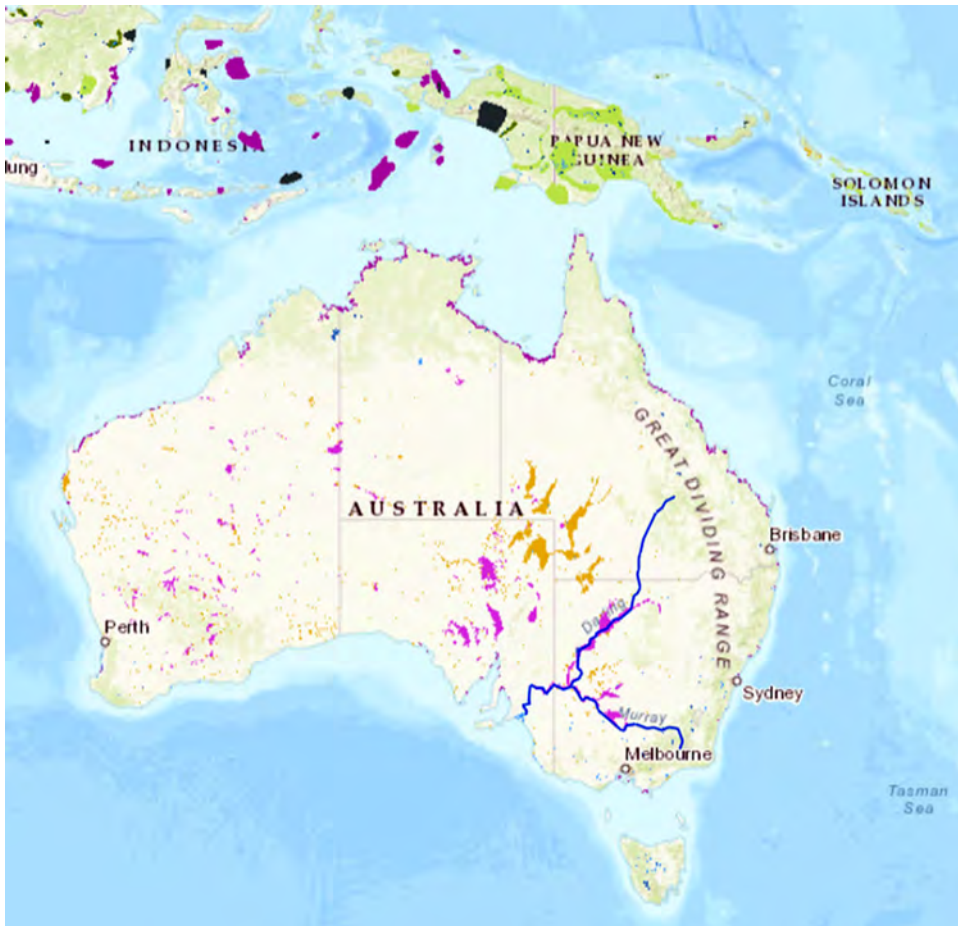 INDONESIA
PAPUA NEW
GUINEA
lung
SOLOMON
ISLANDS
Coral
Sea
GREAT DIVIDING RANGE
AUSTRALIA
Brisbane
Darling
Perth
Sydney
Murray
Melbourne
Tasman
Sea